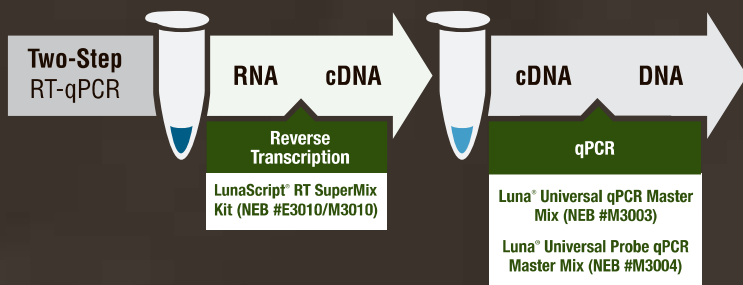 Two-Step
RT-qPCR
RNA cDNA
Reverse
Transcription
LunaScript® RT SuperMix
Kit (NEB #E3010/M3010)
cDNA DNA
qPCR
Luna® Universal qPCR Master
Mix (NEB #M3003)
Luna® Universal Probe qPCR
Master Mix (NEB #M3004)